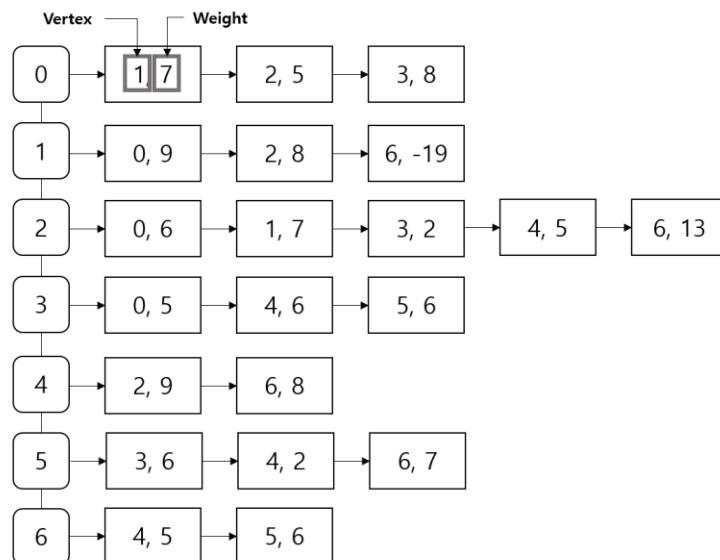 Vertex Weight
0 1, 7 2, 5 3, 8
1 0, 9 2, 8 6, -19
2 0, 6 1, 7 3, 2 4, 5 6, 13
3 0, 5 4, 6 5, 6
4 2, 9 6, 8
5 3, 6 4, 2 6, 7
6 4, 5 5, 6